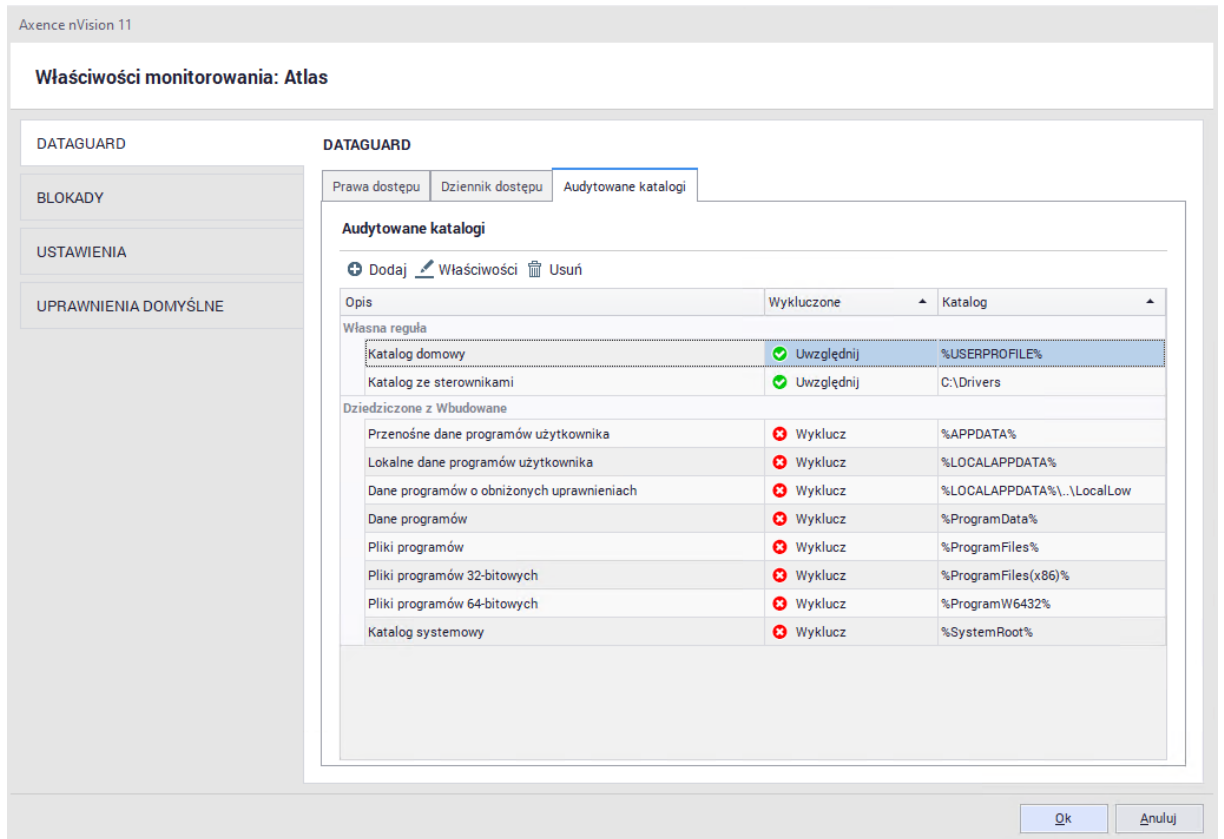 Axence nVision 11
Właściwości monitorowania: Atlas
DATAGUARD
BLOKADY
USTAWIENIA
UPRAWNIENIA DOMYŚLNE
DATAGUARD
Prawa dostępu Dziennik dostępu Audytowane katalogi
Audytowane katalogi
Dodaj Właściwości Usuń
Opis Wykluczone Katalog
Własna reguła
Katalog domowy Uwzględnij %USERPROFILE%
Katalog ze sterownikami Uwzględnij C:\Drivers
Dziedziczone z Wbudowane
Przenośne dane programów użytkownika Wyklucz %APPDATA%
Lokalne dane programów użytkownika Wyklucz %LOCALAPPDATA%
Dane programów o obniżonych uprawnieniach Wyklucz %LOCALAPPDATA%\..\LocalLow
Dane programów Wyklucz %ProgramData%
Pliki programów Wyklucz %ProgramFiles%
Pliki programów 32-bitowych Wyklucz %ProgramFiles(x86)%
Pliki programów 64-bitowych Wyklucz %ProgramW6432%
Katalog systemowy Wyklucz %SystemRoot%
Ok Anuluj